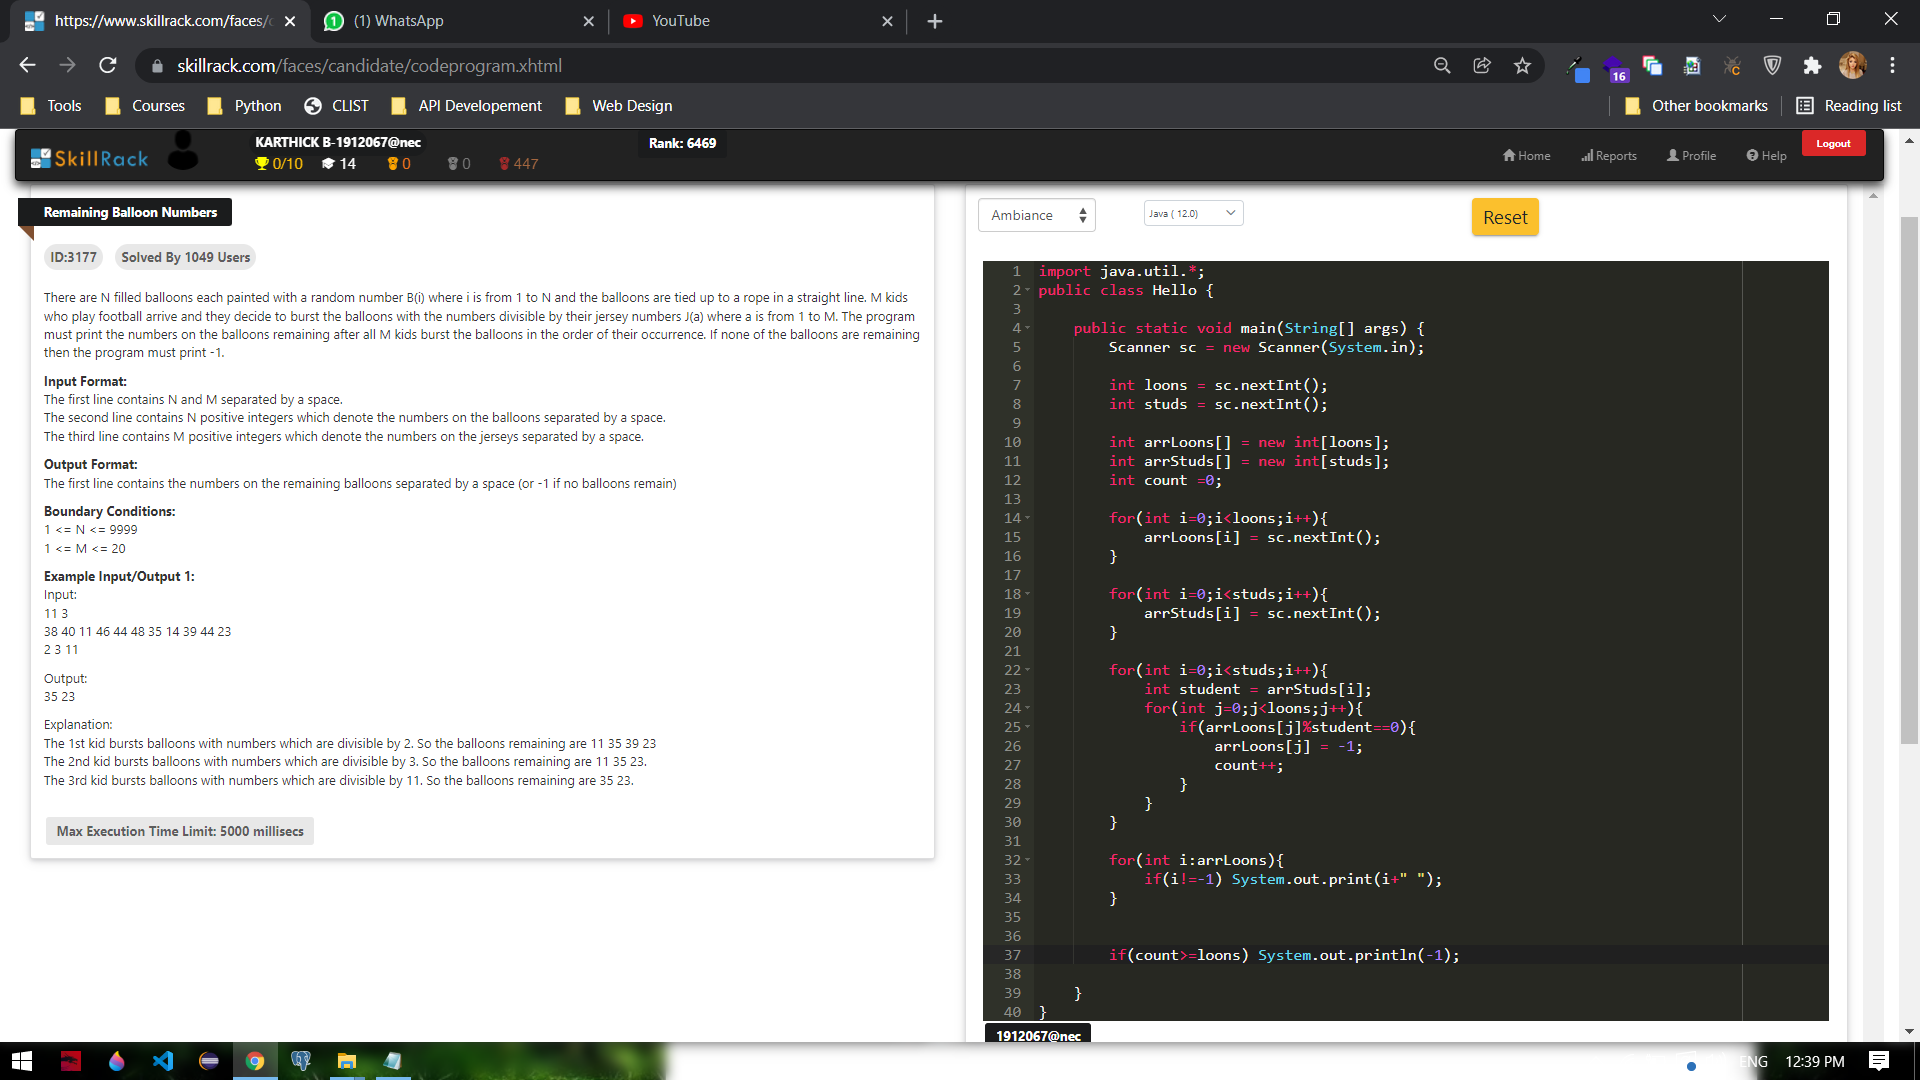 https://www.skillrack.com/faces/c
(1) WhatsApp
YouTube
skillrack.com/faces/candidate/codeprogram.xhtml
16
Tools
Courses
Python
CLIST
API Developement
Web Design
Other bookmarks
Reading list
SkillRack
KARTHICK B-1912067@nec
0/10
14
0
0
447
Rank: 6469
Home
Reports
Profile
Help
Logout
Remaining Balloon Numbers
ID:3177
Solved By 1049 Users
There are N filled balloons each painted with a random number B(i) where i is from 1 to N and the balloons are tied up to a rope in a straight line. M kids
who play football arrive and they decide to burst the balloons with the numbers divisible by their jersey numbers J(a) where a is from 1 to M. The program
must print the numbers on the balloons remaining after all M kids burst the balloons in the order of their occurrence. If none of the balloons are remaining
then the program must print -1.
Input Format:
The first line contains N and M separated by a space.
The second line contains N positive integers which denote the numbers on the balloons separated by a space.
The third line contains M positive integers which denote the numbers on the jerseys separated by a space.
Output Format:
The first line contains the numbers on the remaining balloons separated by a space (or -1 if no balloons remain)
Boundary Conditions:
1 <= N <= 9999
1 <= M <= 20
Example Input/Output 1:
Input:
11 3
38 40 11 46 44 48 35 14 39 44 23
2 3 11
Output:
35 23
Explanation:
The 1st kid bursts balloons with numbers which are divisible by 2. So the balloons remaining are 11 35 39 23
The 2nd kid bursts balloons with numbers which are divisible by 3. So the balloons remaining are 11 35 23.
The 3rd kid bursts balloons with numbers which are divisible by 11. So the balloons remaining are 35 23.
Max Execution Time Limit: 5000 millisecs
Ambiance
Java ( 12.0)
Reset
1 import java.util.*;
2 public class Hello {
3
4 public static void main(String[] args) {
5 Scanner sc = new Scanner(System.in);
6
7 int loons = sc.nextInt();
8 int studs = sc.nextInt();
9
10 int arrLoons[] = new int[loons];
11 int arrStuds[] = new int[studs];
12 int count =0;
13
14 for(int i=0;i<loons;i++){
15 arrLoons[i] = sc.nextInt();
16 }
17
18 for(int i=0;i<studs;i++){
19 arrStuds[i] = sc.nextInt();
20 }
21
22 for(int i=0;i<studs;i++){
23 int student = arrStuds[i];
24 for(int j=0;j<loons;j++){
25 if(arrLoons[j]%student==0){
26 arrLoons[j] = -1;
27 count++;
28 }
29 }
30 }
31
32 for(int i:arrLoons){
33 if(i!=-1) System.out.print(i+" ");
34 }
35
36
37 if(count>=loons) System.out.println(-1);
38
39 }
40 }
1912067@nec
ENG
12:39 PM